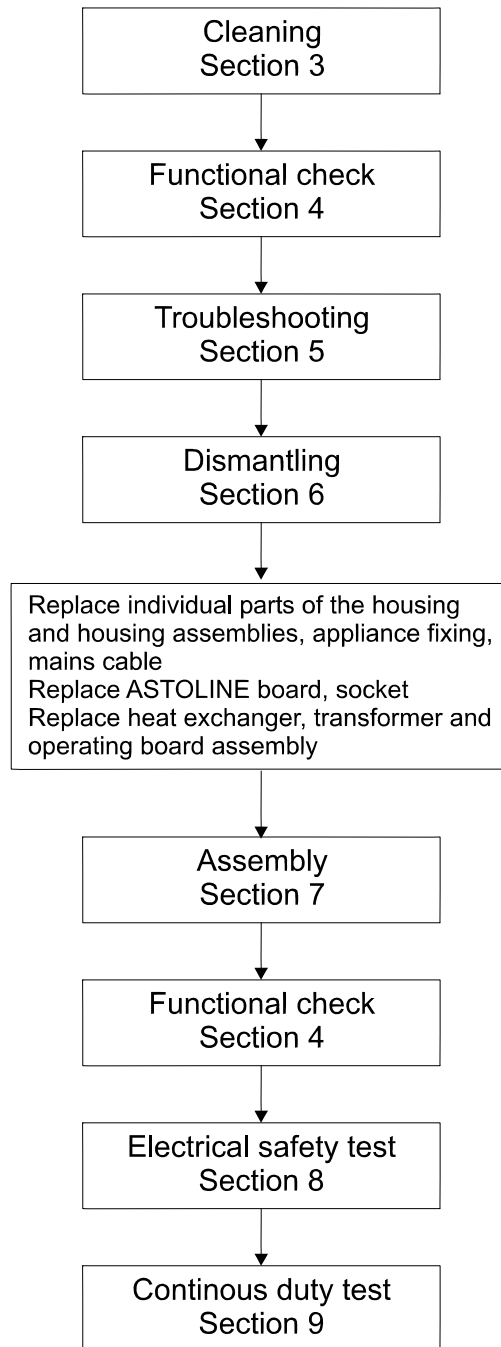 Cleaning
Section 3
Functional check
Section 4
Troubleshooting
Section 5
Dismantling
Section 6
Replace individual parts of the housing
and housing assemblies, appliance fixing,
mains cable
Replace ASTOLINE board, socket
Replace heat exchanger, transformer and
operating board assembly
Assembly
Section 7
Functional check
Section 4
Electrical safety test
Section 8
Continous duty test
Section 9